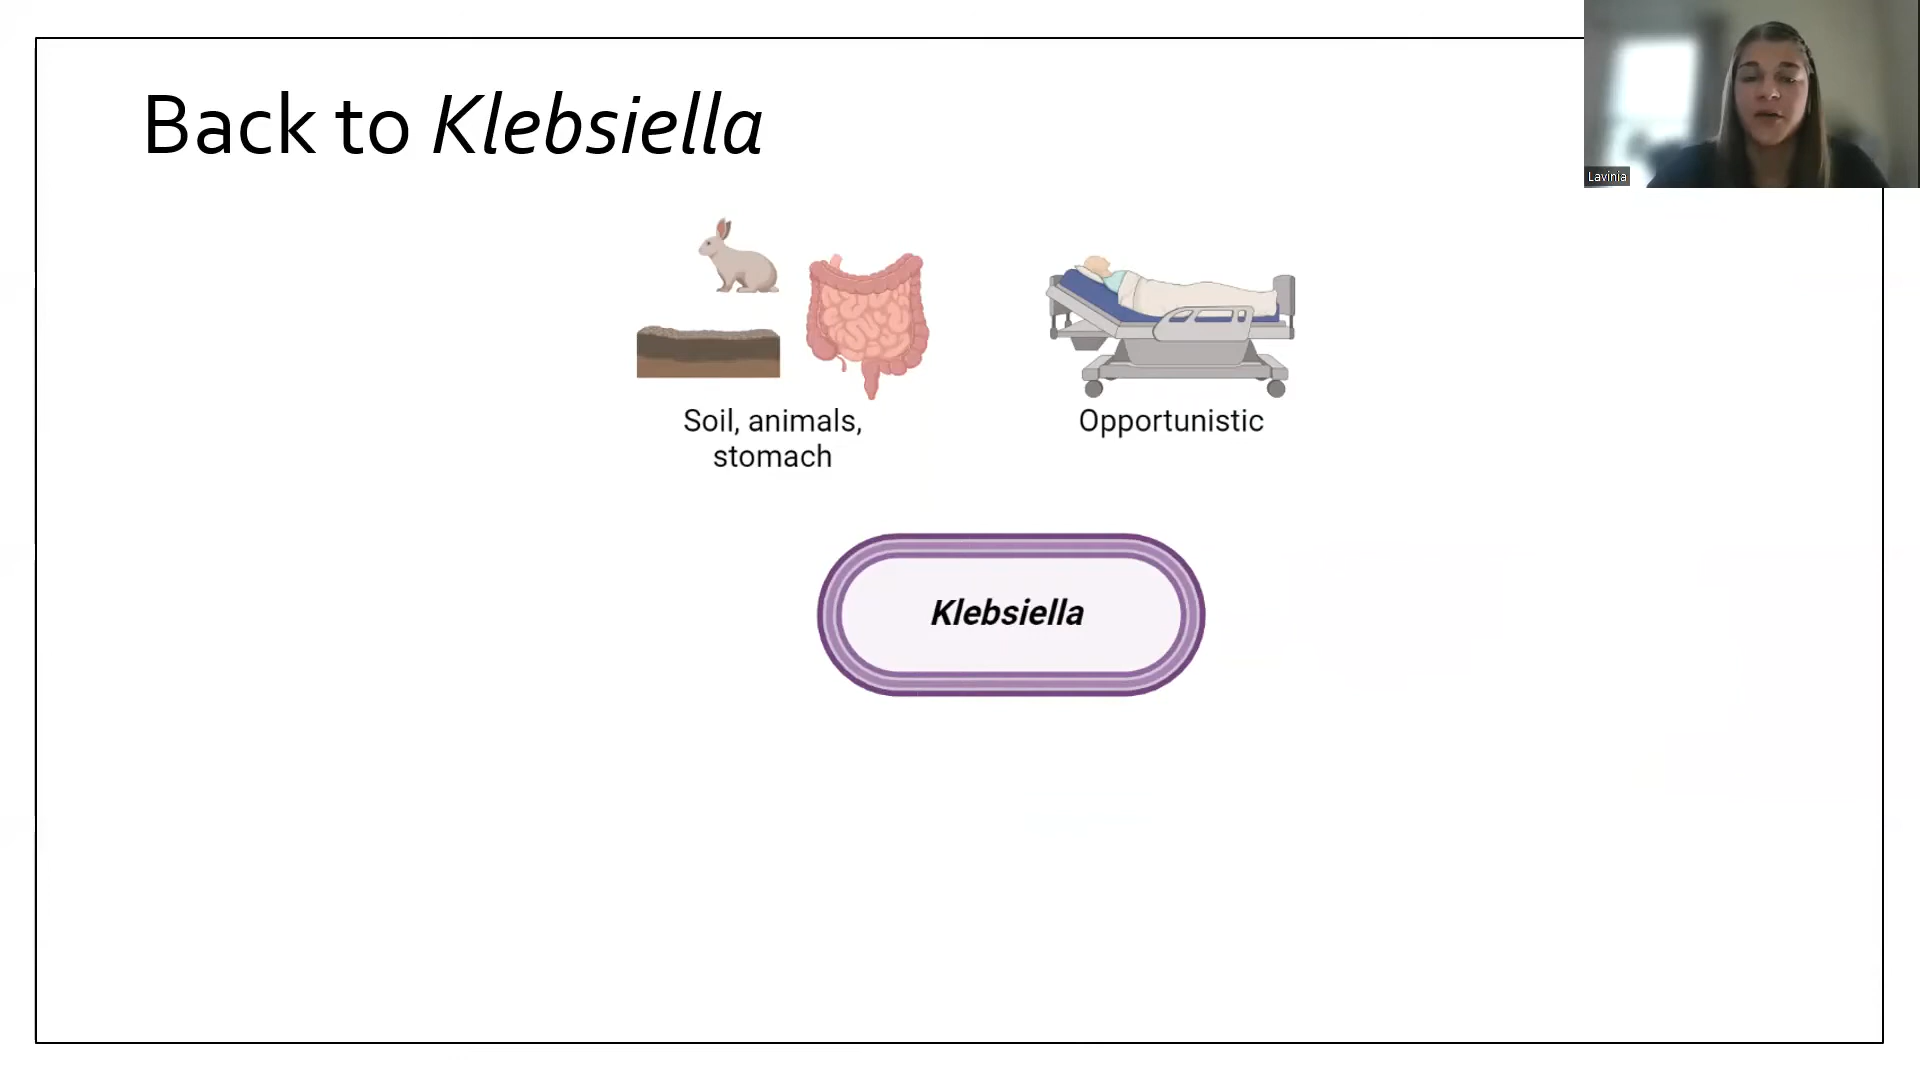 Back to Klebsiella
Lavinia
Soil, animals,
stomach
Opportunistic
Klebsiella